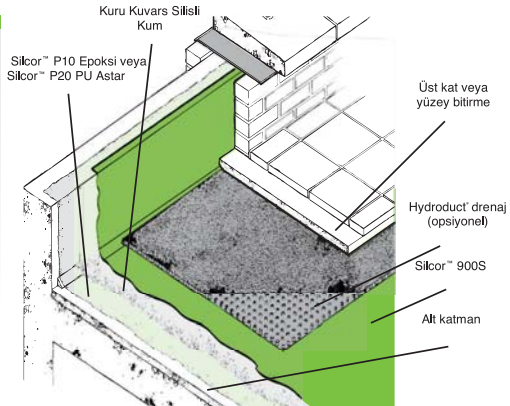 Kuru Kuvars Silisli
Kum
Silcor™ P10 Epoksi veya
Silcor™ P20 PU Astar
Üst kat veya
yüzey bitirme
Hydroduct® drenaj
(opsiyonel)
Silcor™ 900S
Alt katman